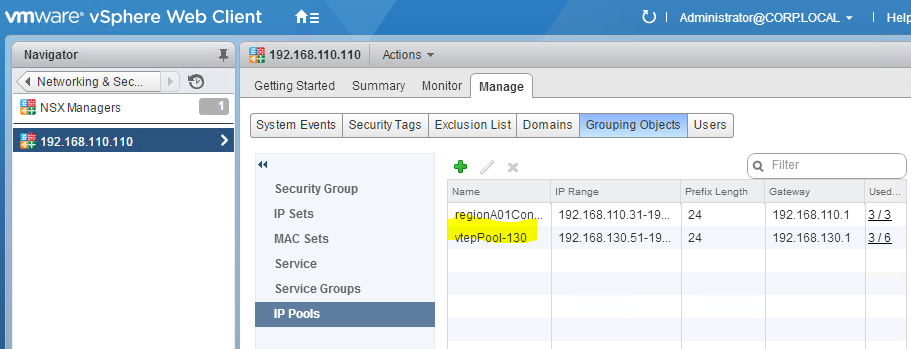 vmware® vSphere Web Client
Administrator@CORP.LOCAL
Help
Navigator
Networking & Sec...
NSX Managers
1
192.168.110.110
192.168.110.110
Actions
Getting Started
Summary
Monitor
Manage
System Events
Security Tags
Exclusion List
Domains
Grouping Objects
Users
Security Group
IP Sets
MAC Sets
Service
Service Groups
IP Pools
Filter
Name IP Range Prefix Length Gateway Used...
regionA01Con... 192.168.110.31-19... 24 192.168.110.1 3 / 3
vtepPool-130 192.168.130.51-19... 24 192.168.130.1 3 / 6